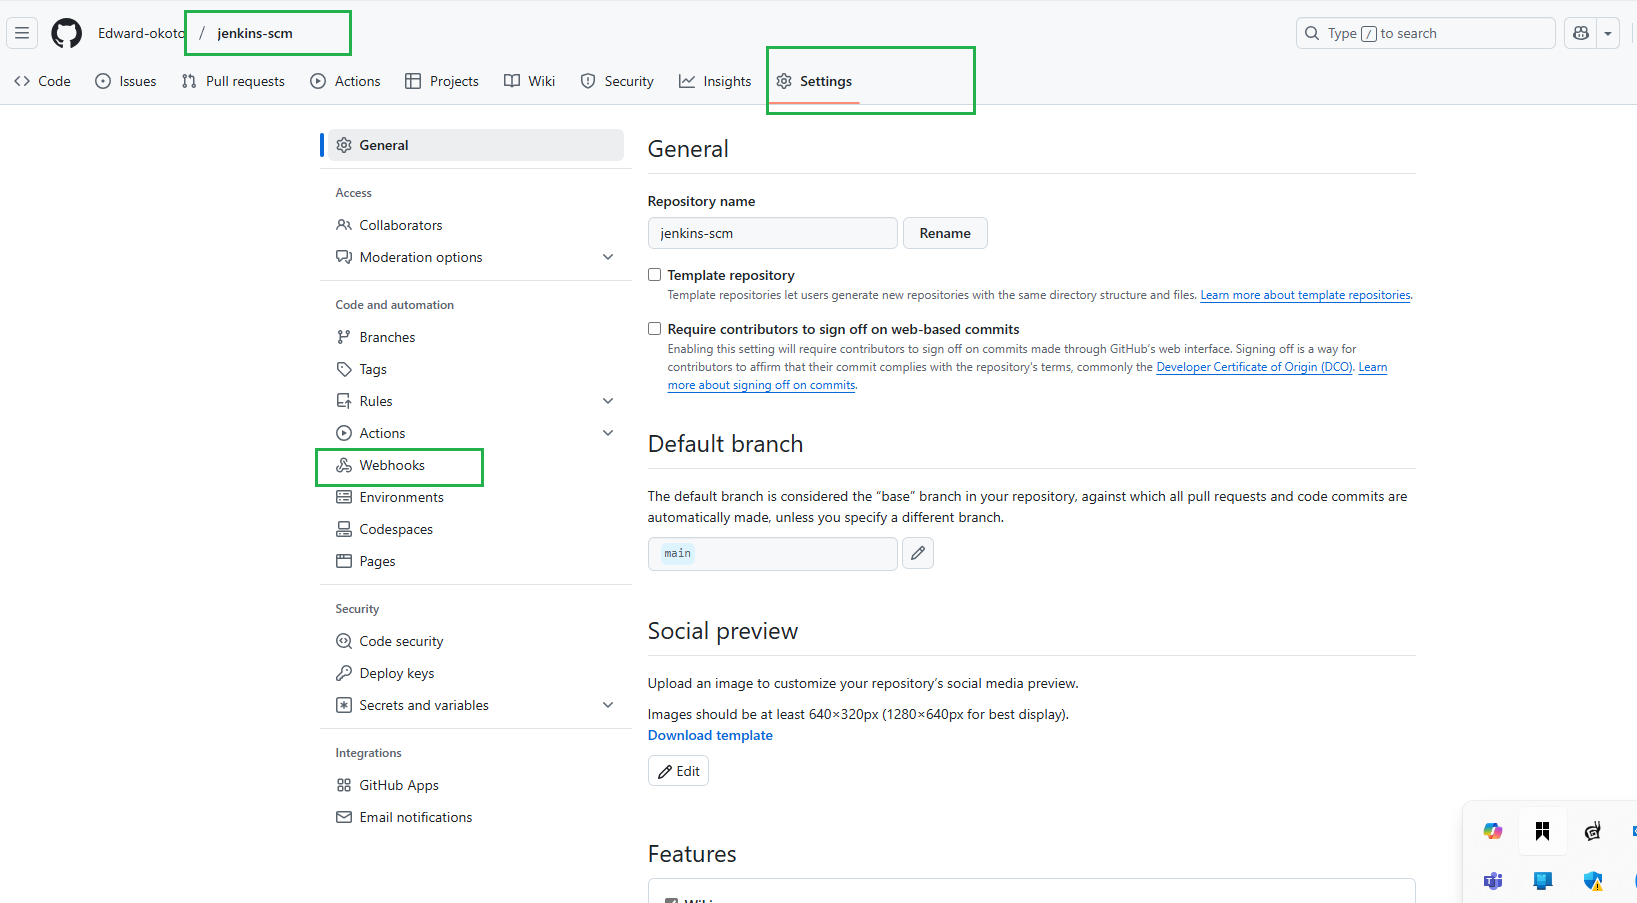 Edward-okoto / jenkins-scm
Type / to search
Code Issues Pull requests Actions Projects Wiki Security Insights Settings
General
Access
Collaborators
Moderation options
Code and automation
Branches
Tags
Rules
Actions
Webhooks
Environments
Codespaces
Pages
Security
Code security
Deploy keys
Secrets and variables
Integrations
GitHub Apps
Email notifications
General
Repository name
jenkins-scm Rename
Template repository
Template repositories let users generate new repositories with the same directory structure and files. Learn more about template repositories.
Require contributors to sign off on web-based commits
Enabling this setting will require contributors to sign off on commits made through GitHub's web interface. Signing off is a way for
contributors to affirm that their commit complies with the repository's terms, commonly the Developer Certificate of Origin (DCO). Learn
more about signing off on commits.
Default branch
The default branch is considered the “base” branch in your repository, against which all pull requests and code commits are
automatically made, unless you specify a different branch.
main
Social preview
Upload an image to customize your repository's social media preview.
Images should be at least 640×320px (1280×640px for best display).
Download template
Edit
Features